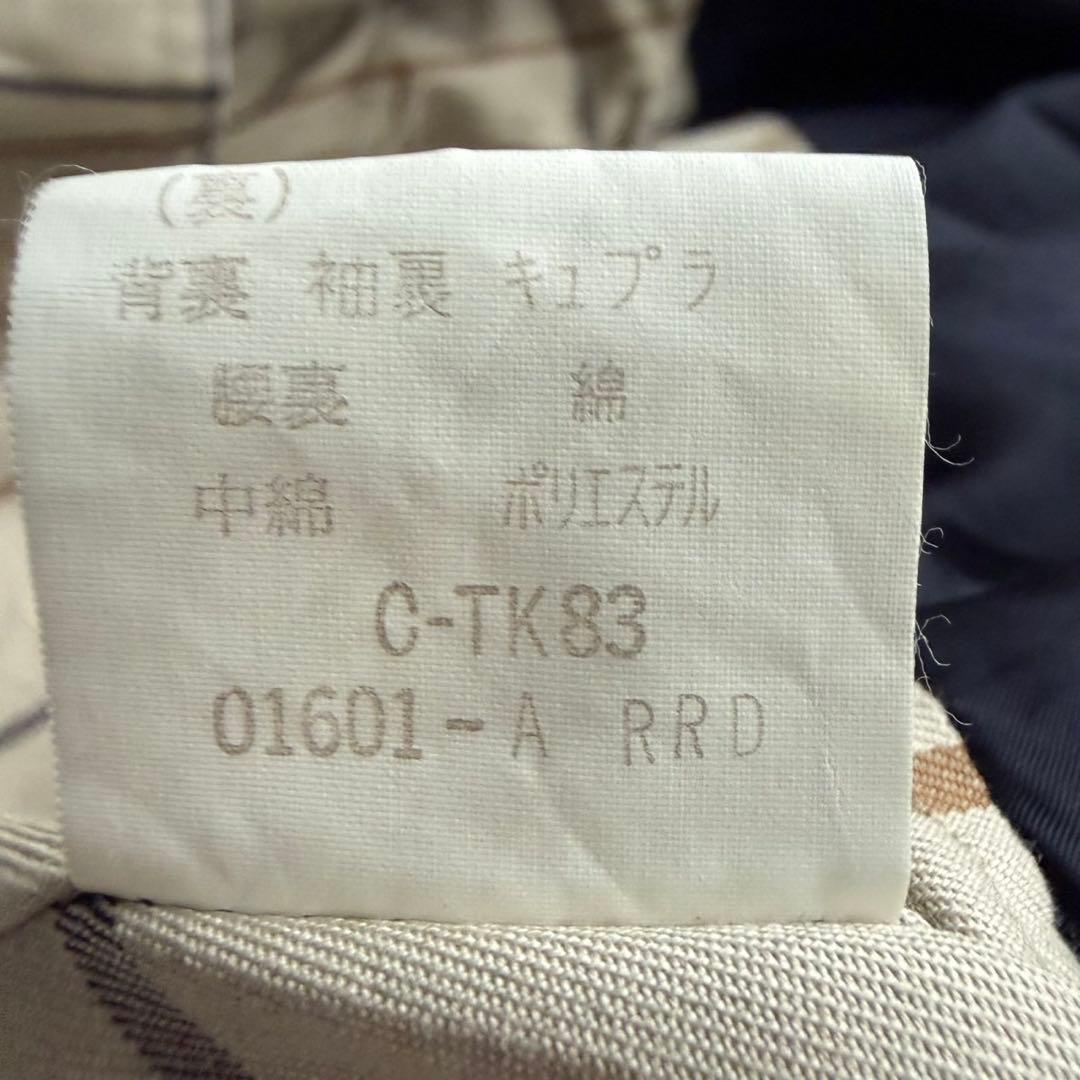 (裏)
背裏 袖裏 キュプラ
腰裏 綿
中綿 ポリエステル
C-TK83
01601-A RRD